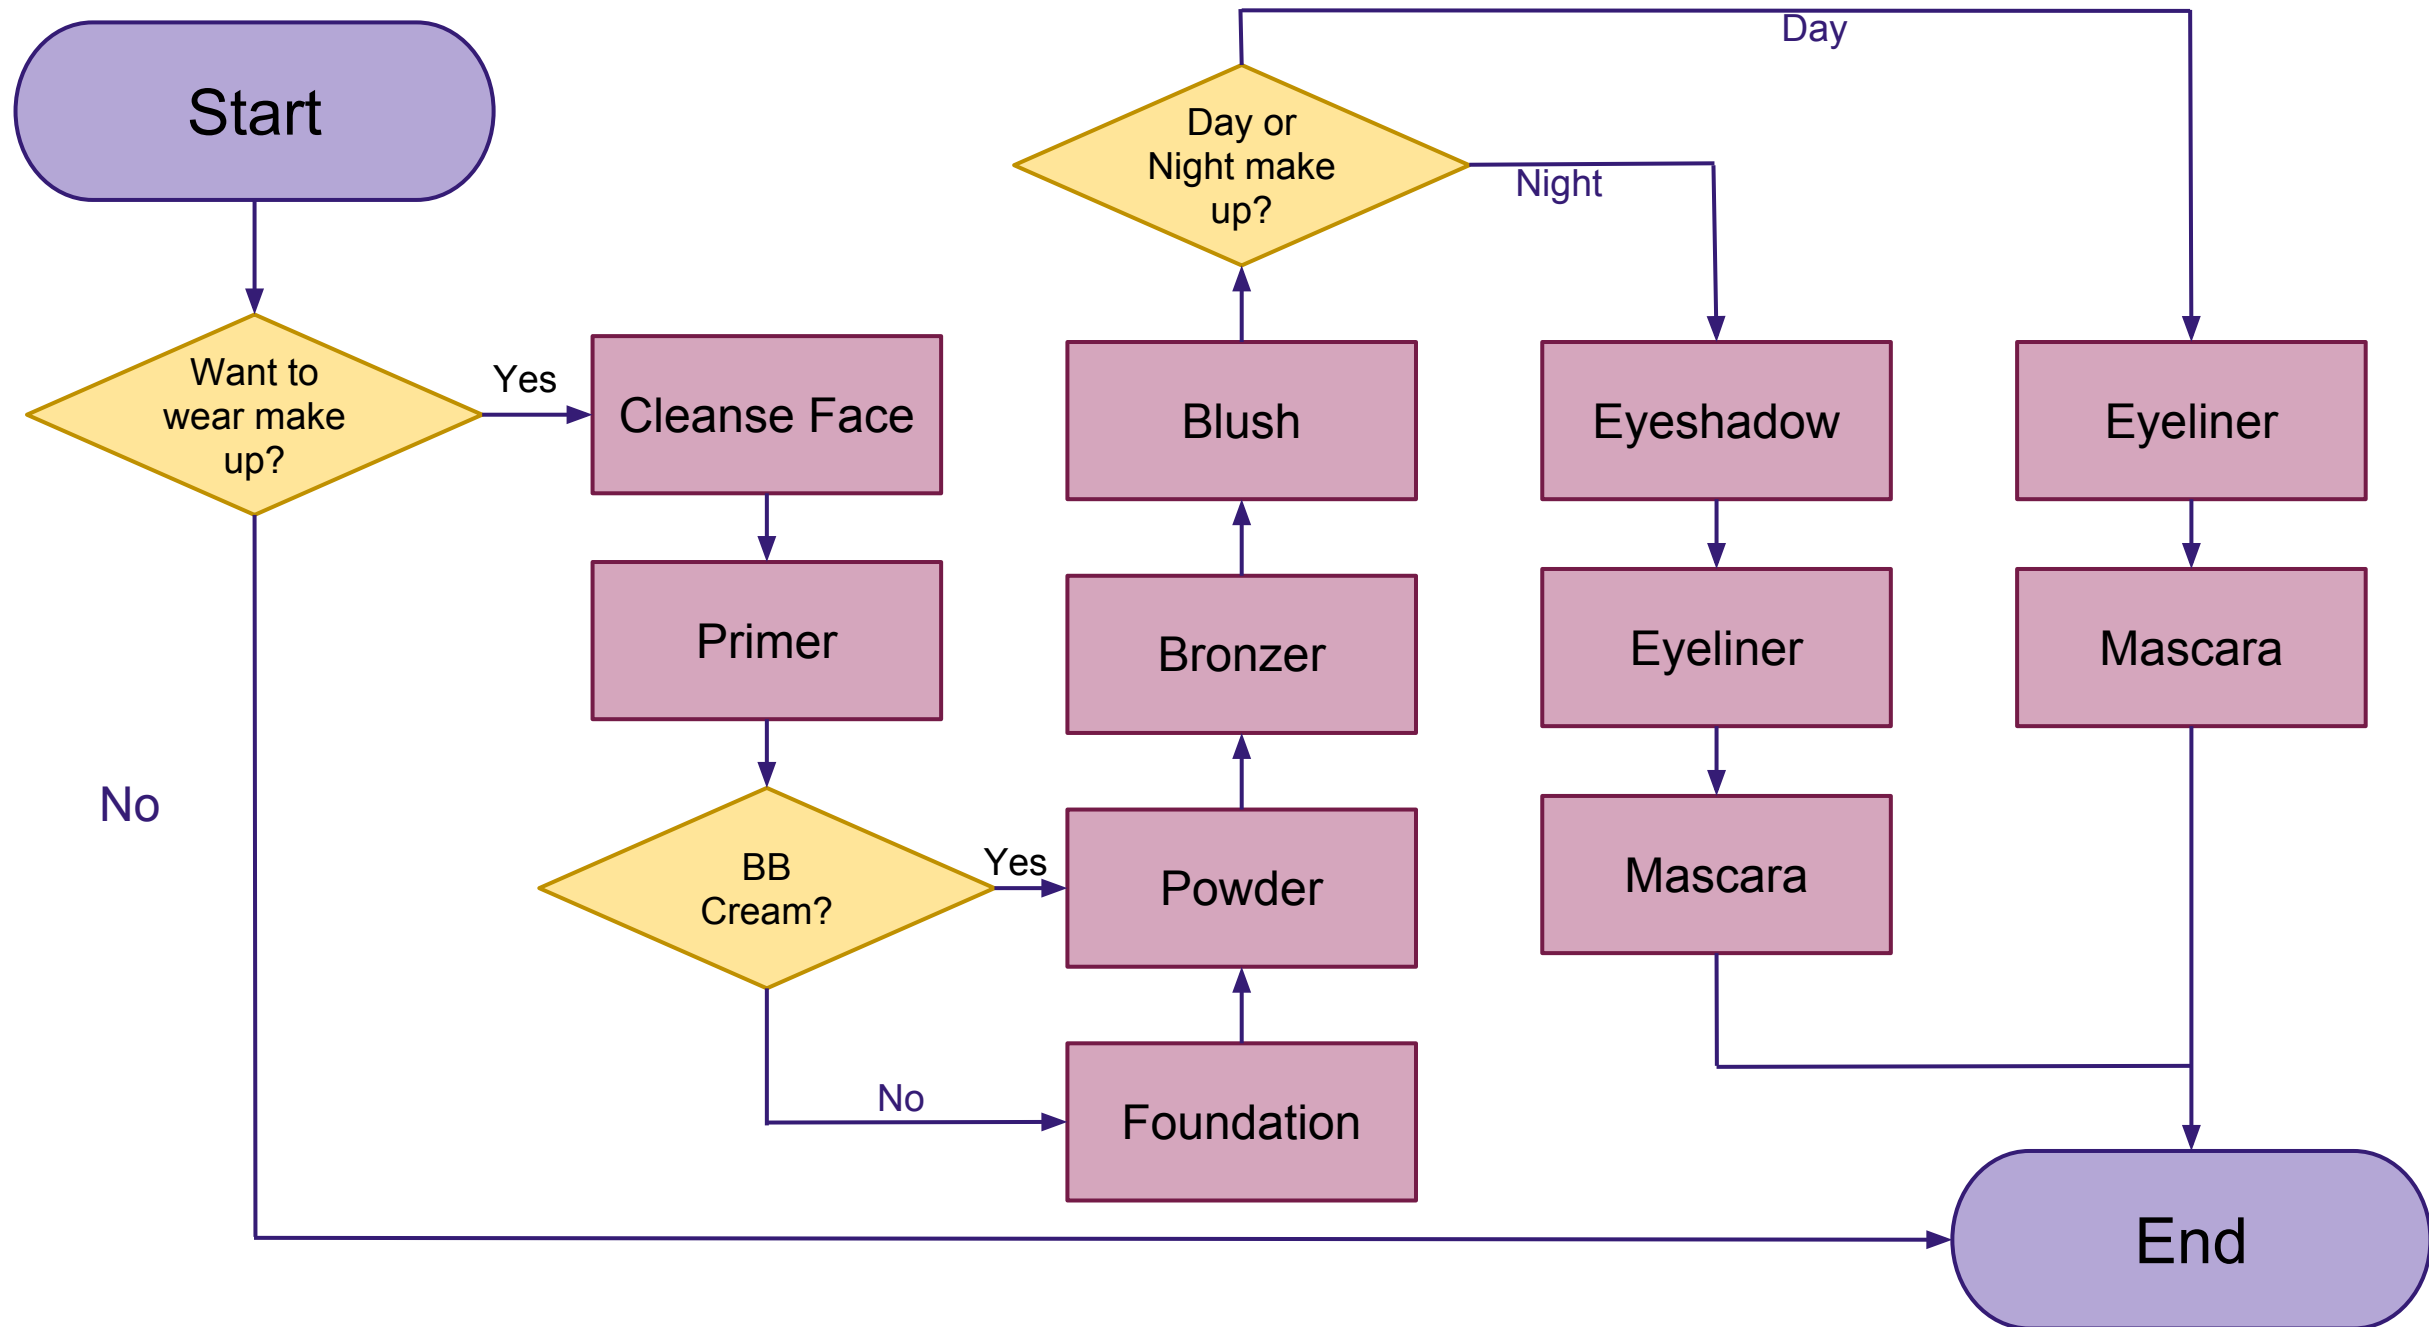 Start
Want to
wear make
up?
Yes
No
Cleanse Face
Primer
BB
Cream?
Yes
No
Foundation
Powder
Bronzer
Blush
Day or
Night make
up?
Night
Day
Eyeshadow
Eyeliner
Mascara
Eyeliner
Mascara
End